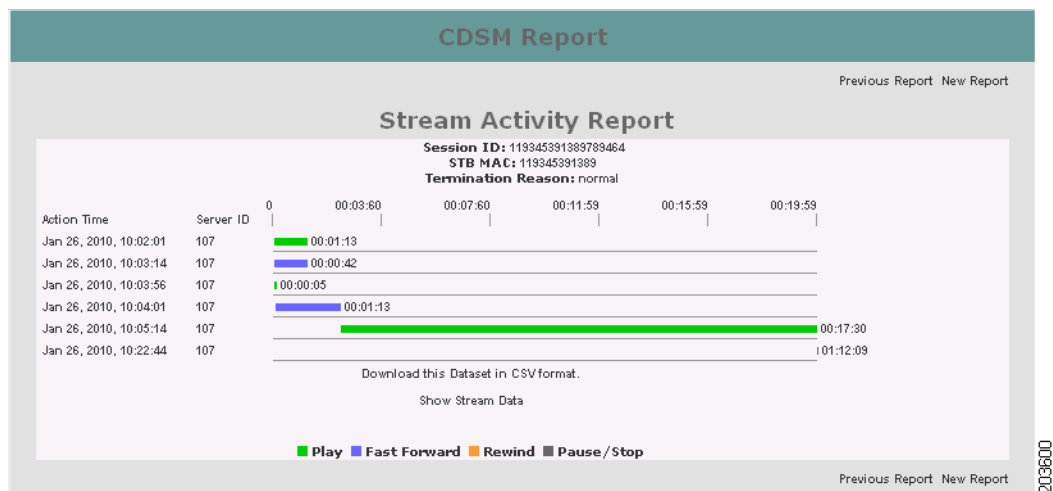 CDSM Report
Previous Report New Report
Stream Activity Report
Session ID: 119345391389789464
STB MAC: 119345391389
Termination Reason: normal
0 00:03:60 00:07:60 00:11:59 00:15:59 00:19:59
Action Time Server ID
Jan 26, 2010, 10:02:01 107 00:01:13
Jan 26, 2010, 10:03:14 107 00:00:42
Jan 26, 2010, 10:03:56 107 00:00:05
Jan 26, 2010, 10:04:01 107 00:01:13
Jan 26, 2010, 10:05:14 107 00:17:30
Jan 26, 2010, 10:22:44 107 01:12:09
Download this Dataset in CSV format.
Show Stream Data
Play Fast Forward Rewind Pause/Stop
Previous Report New Report
203600